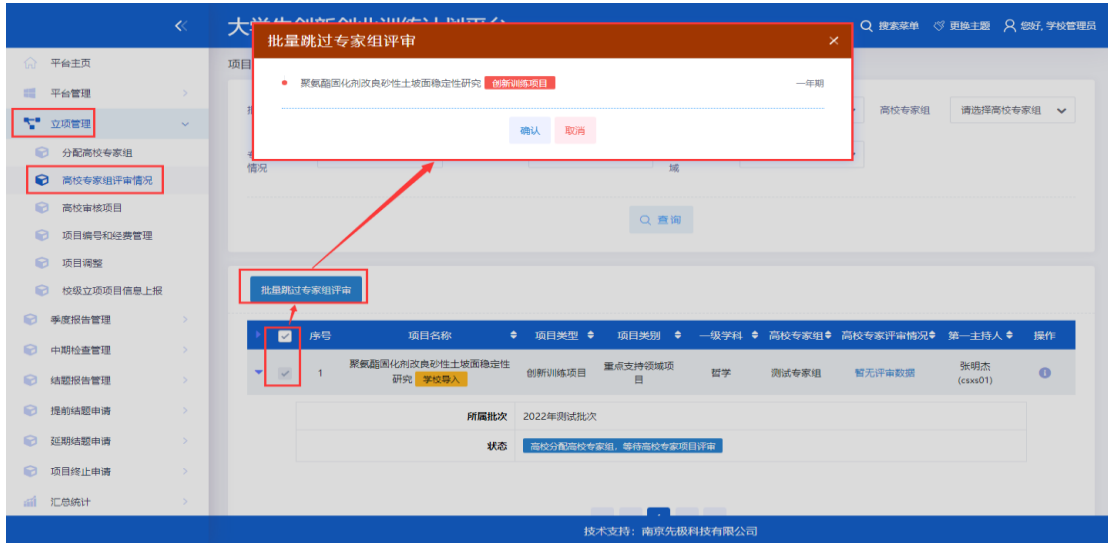 搜索菜单 更换主题 您好, 学校管理员
批量跳过专家组评审 ×
聚氨酯固化剂改良砂性土坡面稳定性研究 创新训练项目 一年期
确认 取消
平台主页
平台管理
立项管理
分配高校专家组
高校专家组评审情况
高校审核项目
项目编号和经费管理
项目调整
校级立项项目信息上报
季度报告管理
中期检查管理
结题报告管理
提前结题申请
延期结题申请
项目终止申请
汇总统计
项目
高校专家组 请选择高校专家组
情况
域
查询
批量跳过专家组评审
序号 项目名称 项目类型 项目类别 一级学科 高校专家组 高校专家评审情况 第一主持人 操作
1 聚氨酯固化剂改良砂性土坡面稳定性 创新训练项目 重点支持领域项 哲学 测试专家组 暂无评审数据 张明杰
研究 学校导入 目 (csxs01)
所属批次 2022年测试批次
状态 高校分配高校专家组, 等待高校专家项目评审
技术支持: 南京先极科技有限公司